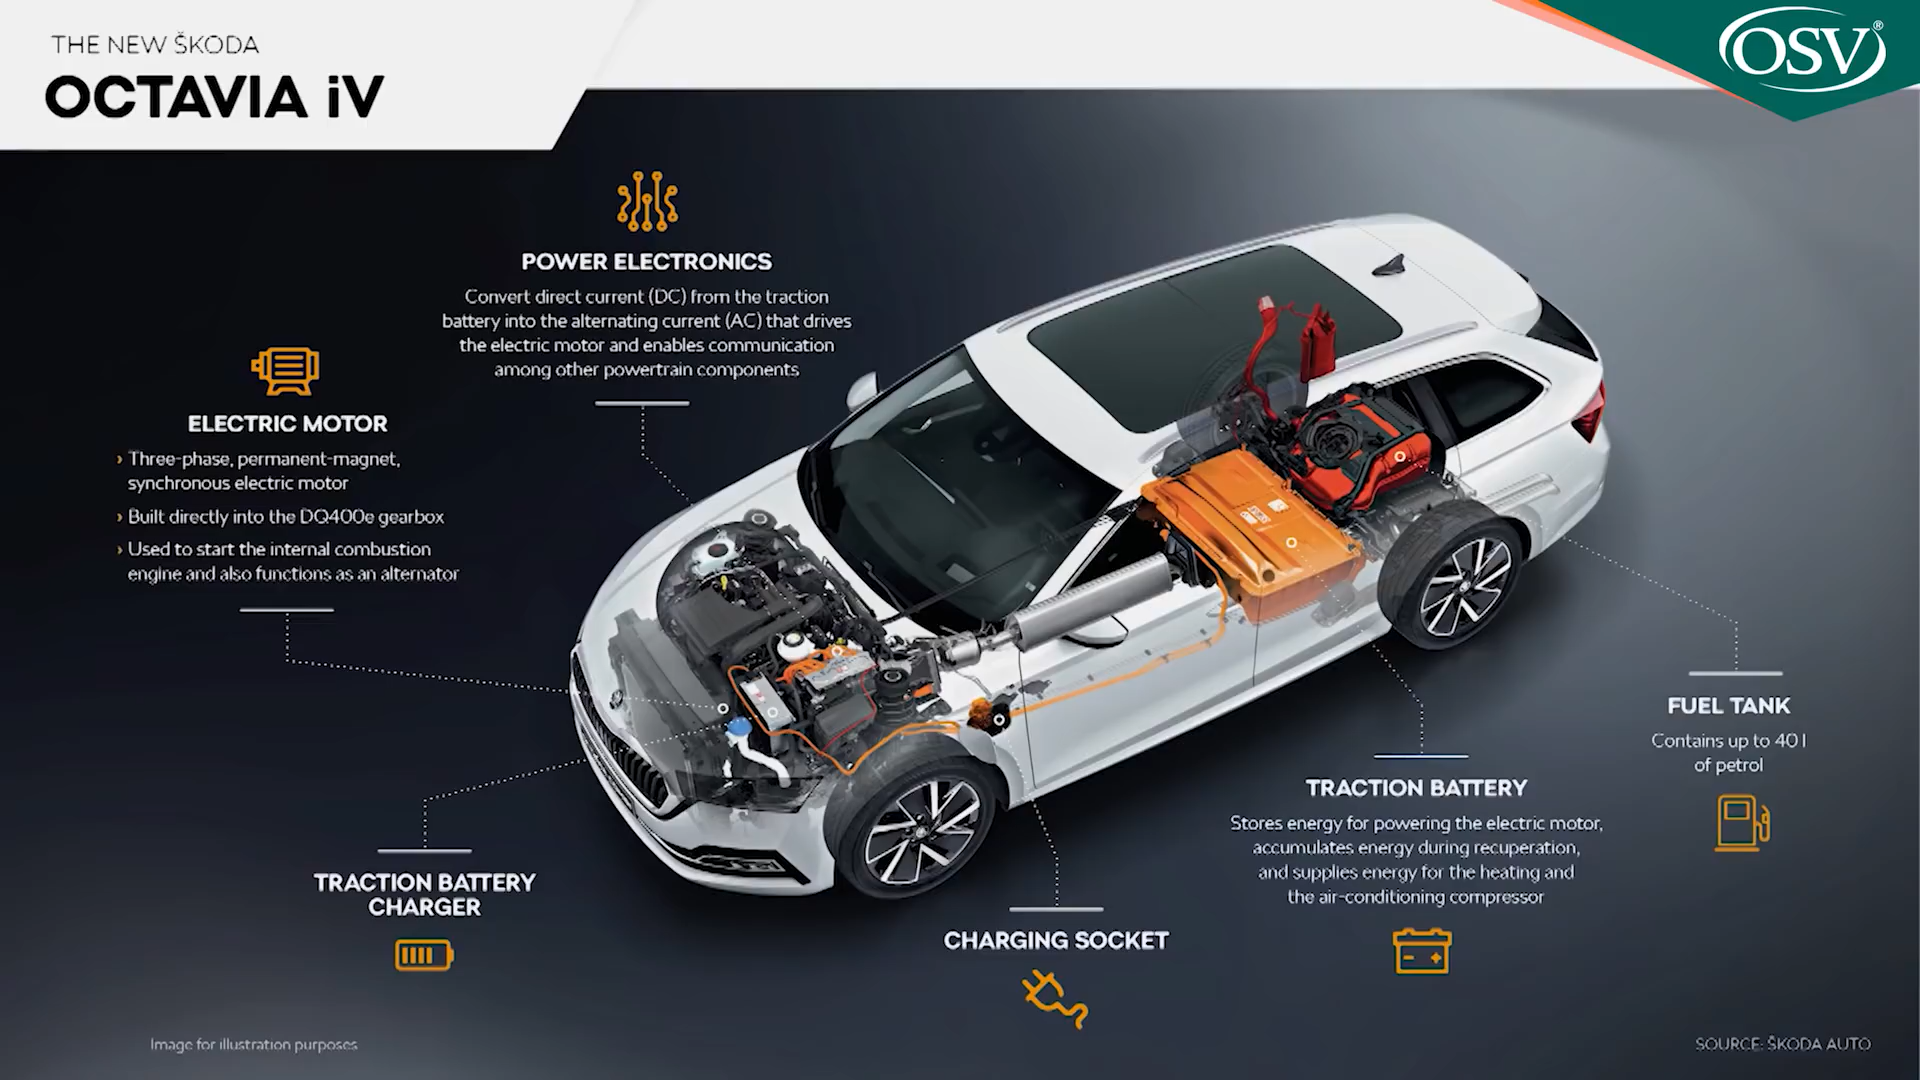 THE NEW ŠKODA
OCTAVIA iV
OSV®
POWER ELECTRONICS
Convert direct current (DC) from the traction
battery into the alternating current (AC) that drives
the electric motor and enables communication
among other powertrain components
ELECTRIC MOTOR
› Three-phase, permanent-magnet,
synchronous electric motor
› Built directly into the DQ400e gearbox
› Used to start the internal combustion
engine and also functions as an alternator
FUEL TANK
Contains up to 40 l
of petrol
TRACTION BATTERY
Stores energy for powering the electric motor,
accumulates energy during recuperation,
and supplies energy for the heating and
the air-conditioning compressor
TRACTION BATTERY
CHARGER
CHARGING SOCKET
Image for illustration purposes
SOURCE: ŠKODA AUTO